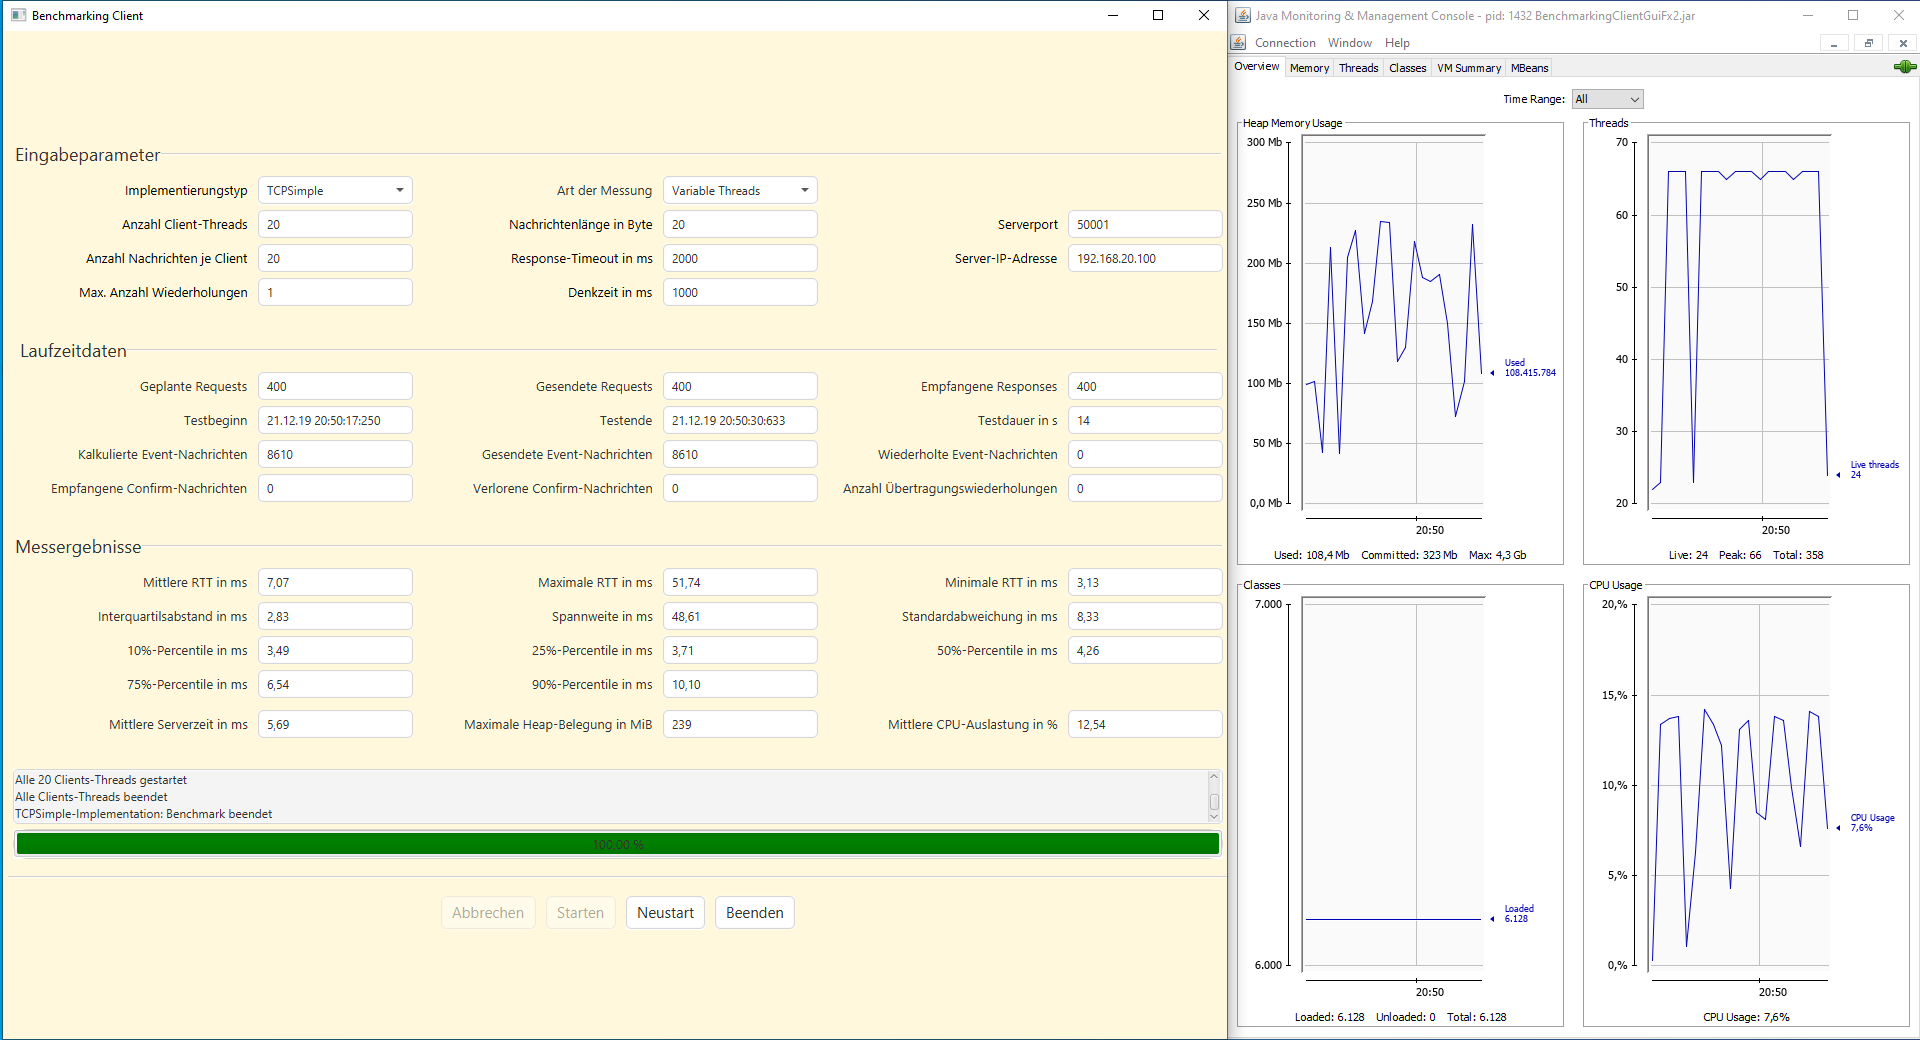 Benchmarking Client
Eingabeparameter
Implementierungstyp TCPSimple Art der Messung Variable Threads
Anzahl Client-Threads 20 Nachrichtenlänge in Byte 20 Serverport 50001
Anzahl Nachrichten je Client 20 Response-Timeout in ms 2000 Server-IP-Adresse 192.168.20.100
Max. Anzahl Wiederholungen 1 Denkzeit in ms 1000
Laufzeitdaten
Geplante Requests 400 Gesendete Requests 400 Empfangene Responses 400
Testbeginn 21.12.19 20:50:17:250 Testende 21.12.19 20:50:30:633 Testdauer in s 14
Kalkulierte Event-Nachrichten 8610 Gesendete Event-Nachrichten 8610 Wiederholte Event-Nachrichten 0
Empfangene Confirm-Nachrichten 0 Verlorene Confirm-Nachrichten 0 Anzahl Übertragungswiederholungen 0
Messergebnisse
Mittlere RTT in ms 7,07 Maximale RTT in ms 51,74 Minimale RTT in ms 3,13
Interquartilsabstand in ms 2,83 Spannweite in ms 48,61 Standardabweichung in ms 8,33
10%-Percentile in ms 3,49 25%-Percentile in ms 3,71 50%-Percentile in ms 4,26
75%-Percentile in ms 6,54 90%-Percentile in ms 10,10
Mittlere Serverzeit in ms 5,69 Maximale Heap-Belegung in MiB 239 Mittlere CPU-Auslastung in % 12,54
Alle 20 Clients-Threads gestartet
Alle Clients-Threads beendet
TCPSimple-Implementation: Benchmark beendet
100,00 %
Abbrechen Starten Neustart Beenden
Java Monitoring & Management Console - pid: 1432 BenchmarkingClientGuiFx2.jar
Connection Window Help
Overview Memory Threads Classes VM Summary MBeans
Time Range: All
Heap Memory Usage
300 Mb
250 Mb
200 Mb
150 Mb
100 Mb
50 Mb
0,0 Mb
Used
108.415.784
20:50
Used: 108,4 Mb Committed: 323 Mb Max: 4,3 Gb
Threads
70
60
50
40
30
20
Live threads
24
20:50
Live: 24 Peak: 66 Total: 358
Classes
7.000
6.000
Loaded
6.128
20:50
Loaded: 6.128 Unloaded: 0 Total: 6.128
CPU Usage
20,%
15,%
10,%
5,%
0,%
CPU Usage
7,6%
20:50
CPU Usage: 7,6%